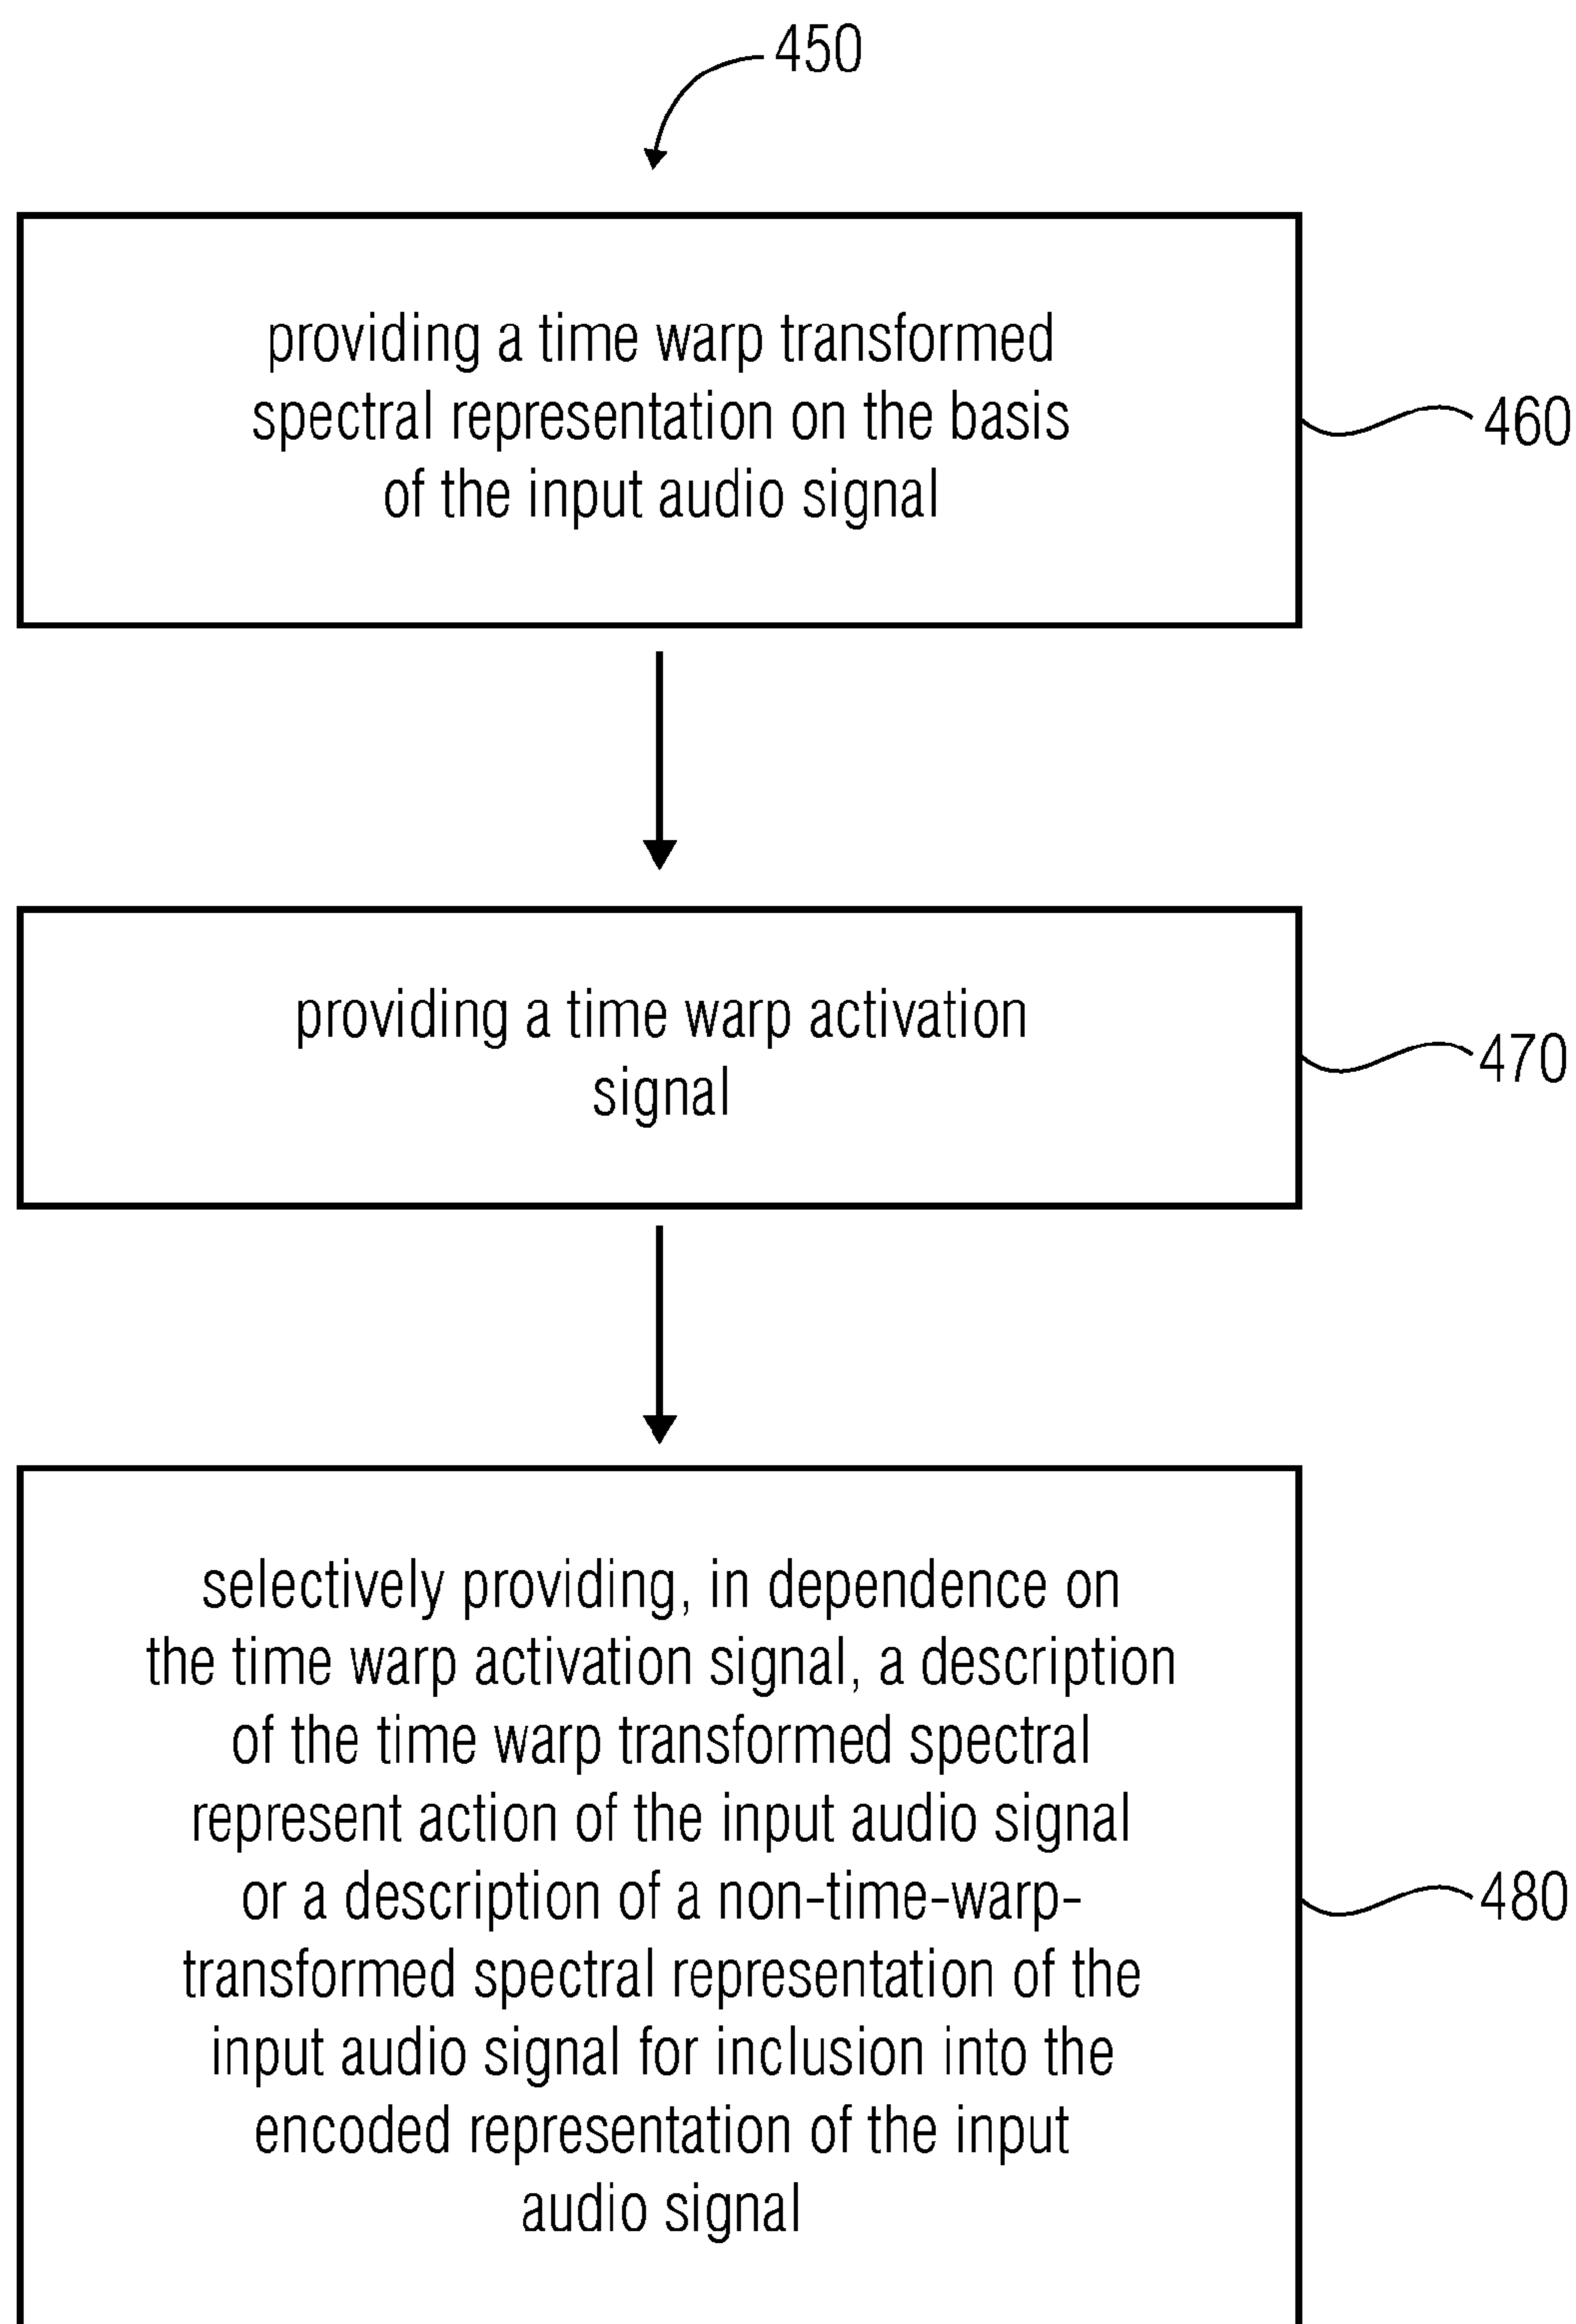 450
providing a time warp transformed
spectral representation on the basis
of the input audio signal
460
providing a time warp activation
signal
470
selectively providing, in dependence on
the time warp activation signal, a description
of the time warp transformed spectral
represent action of the input audio signal
or a description of a non-time-warp-
transformed spectral representation of the
input audio signal for inclusion into the
encoded representation of the input
audio signal
480